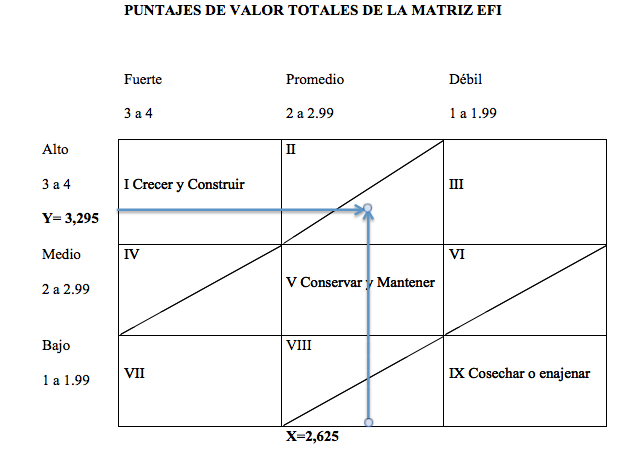 PUNTAJES DE VALOR TOTALES DE LA MATRIZ EFI
Fuerte Promedio Débil
3 a 4 2 a 2.99 1 a 1.99
Alto II
3 a 4 I Crecer y Construir III
Y= 3,295
Medio IV VI
2 a 2.99 V Conservar y Mantener
Bajo VIII
1 a 1.99 VII IX Cosechar o enajenar
X=2,625